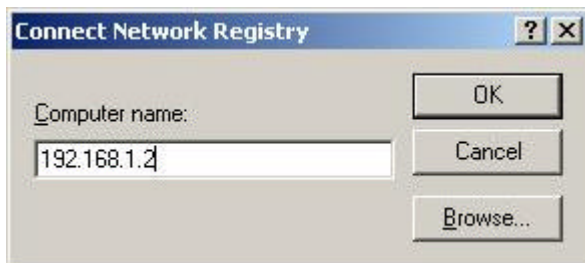 Connect Network Registry
? ×
OK
Computer name:
192.168.1.2
Cancel
Browse...